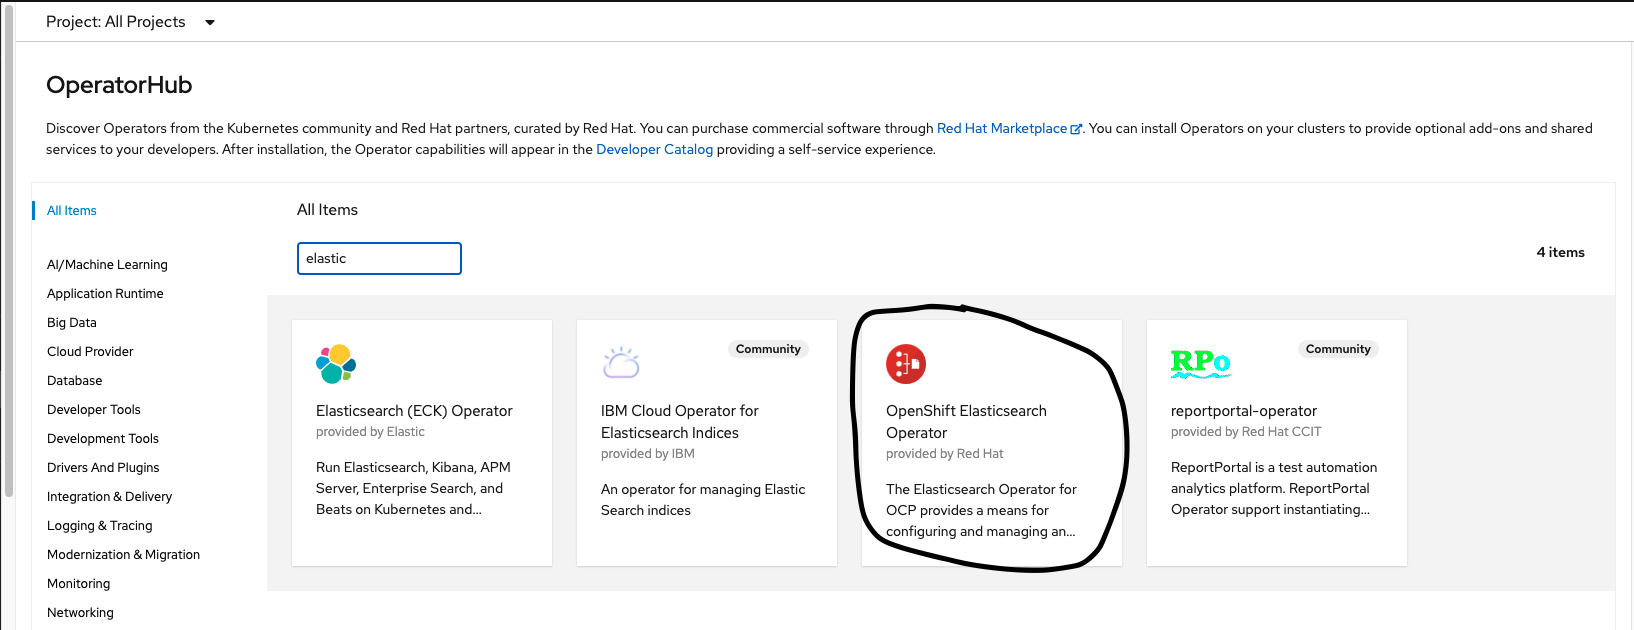 Project: All Projects
OperatorHub
Discover Operators from the Kubernetes community and Red Hat partners, curated by Red Hat. You can purchase commercial software through Red Hat Marketplace. You can install Operators on your clusters to provide optional add-ons and shared
services to your developers. After installation, the Operator capabilities will appear in the Developer Catalog providing a self-service experience.
All Items
AI/Machine Learning
Application Runtime
Big Data
Cloud Provider
Database
Developer Tools
Development Tools
Drivers And Plugins
Integration & Delivery
Logging & Tracing
Modernization & Migration
Monitoring
Networking
All Items
elastic
4 items
Elasticsearch (ECK) Operator
provided by Elastic
Run Elasticsearch, Kibana, APM
Server, Enterprise Search, and
Beats on Kubernetes and...
Community
IBM Cloud Operator for
Elasticsearch Indices
provided by IBM
An operator for managing Elastic
Search indices
OpenShift Elasticsearch
Operator
provided by Red Hat
The Elasticsearch Operator for
OCP provides a means for
configuring and managing an...
RPo
Community
reportportal-operator
provided by Red Hat CCIT
ReportPortal is a test automation
analytics platform. ReportPortal
Operator support instantiating...